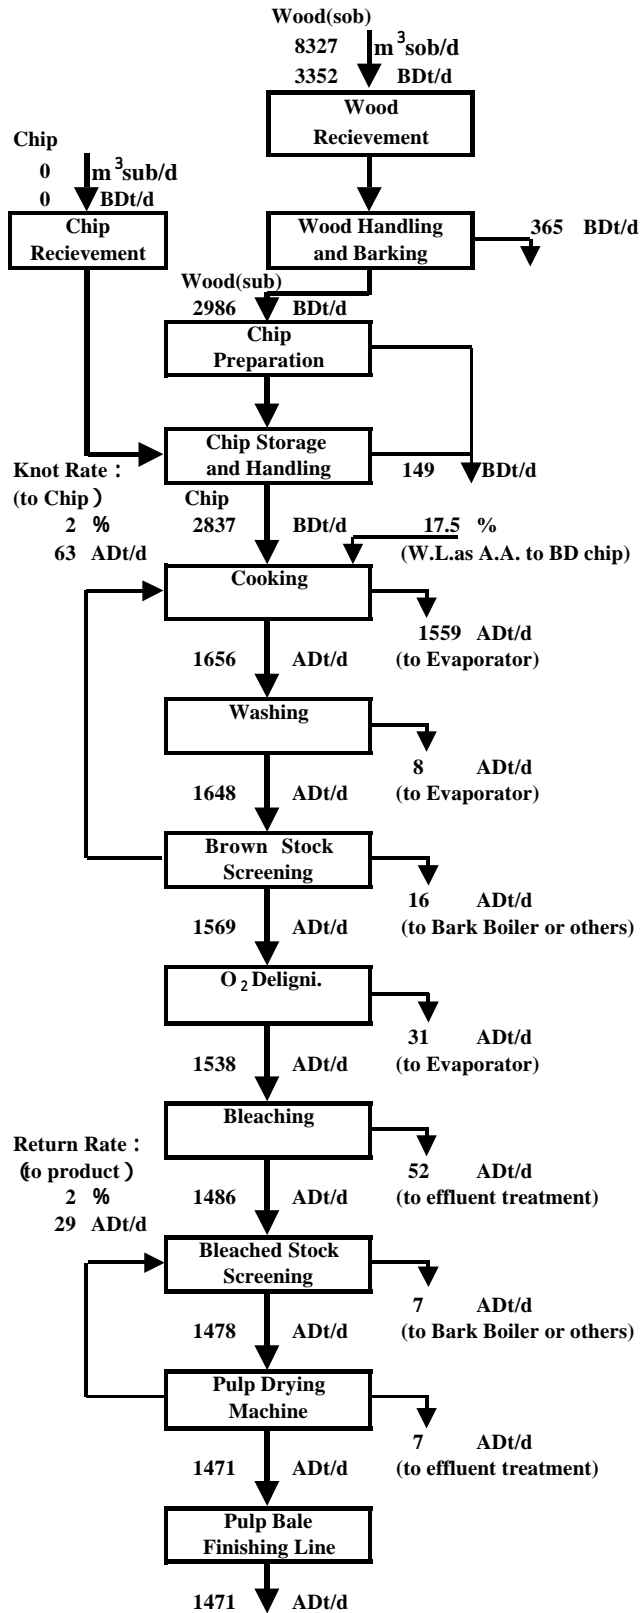 Wood(sob)
8327 m³sob/d
3352 BDt/d
Wood
Recievement
Chip
0 m³sub/d
0 BDt/d
Chip
Recievement
Wood Handling
and Barking
365 BDt/d
Wood(sub)
2986 BDt/d
Chip
Preparation
Chip Storage
and Handling
149 BDt/d
Knot Rate：
(to Chip）
2 %
63 ADt/d
Chip
2837 BDt/d
17.5 %
(W.L.as A.A. to BD chip)
Cooking
1559 ADt/d
(to Evaporator)
1656 ADt/d
Washing
8 ADt/d
(to Evaporator)
1648 ADt/d
Brown Stock
Screening
16 ADt/d
(to Bark Boiler or others)
1569 ADt/d
O₂ Deligni.
31 ADt/d
(to Evaporator)
1538 ADt/d
Bleaching
52 ADt/d
(to effluent treatment)
Return Rate：
（to product）
2 %
29 ADt/d
1486 ADt/d
Bleached Stock
Screening
7 ADt/d
(to Bark Boiler or others)
1478 ADt/d
Pulp Drying
Machine
7 ADt/d
(to effluent treatment)
1471 ADt/d
Pulp Bale
Finishing Line
1471 ADt/d